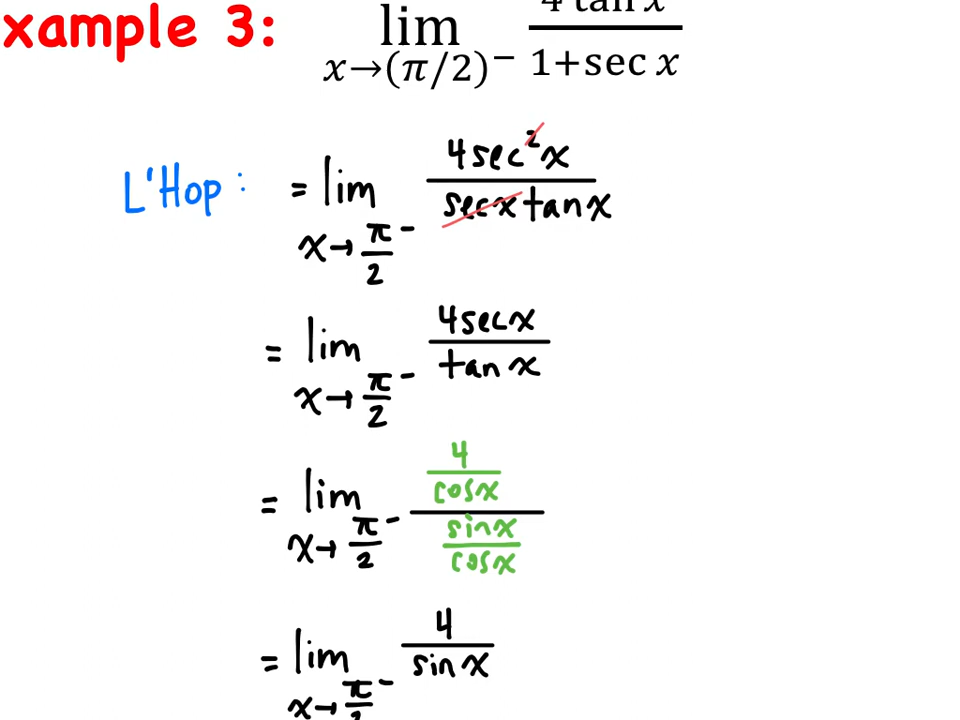 xample 3: lim x→(π/2)⁻ 4 tan x / 1+sec x
L'Hop: = lim x→π/2⁻ 4sec²x / secx tanx
= lim x→π/2⁻ 4secx / tanx
= lim x→π/2⁻ (4/cosx) / (sinx/cosx)
= lim x→π/2⁻ 4 / sinx